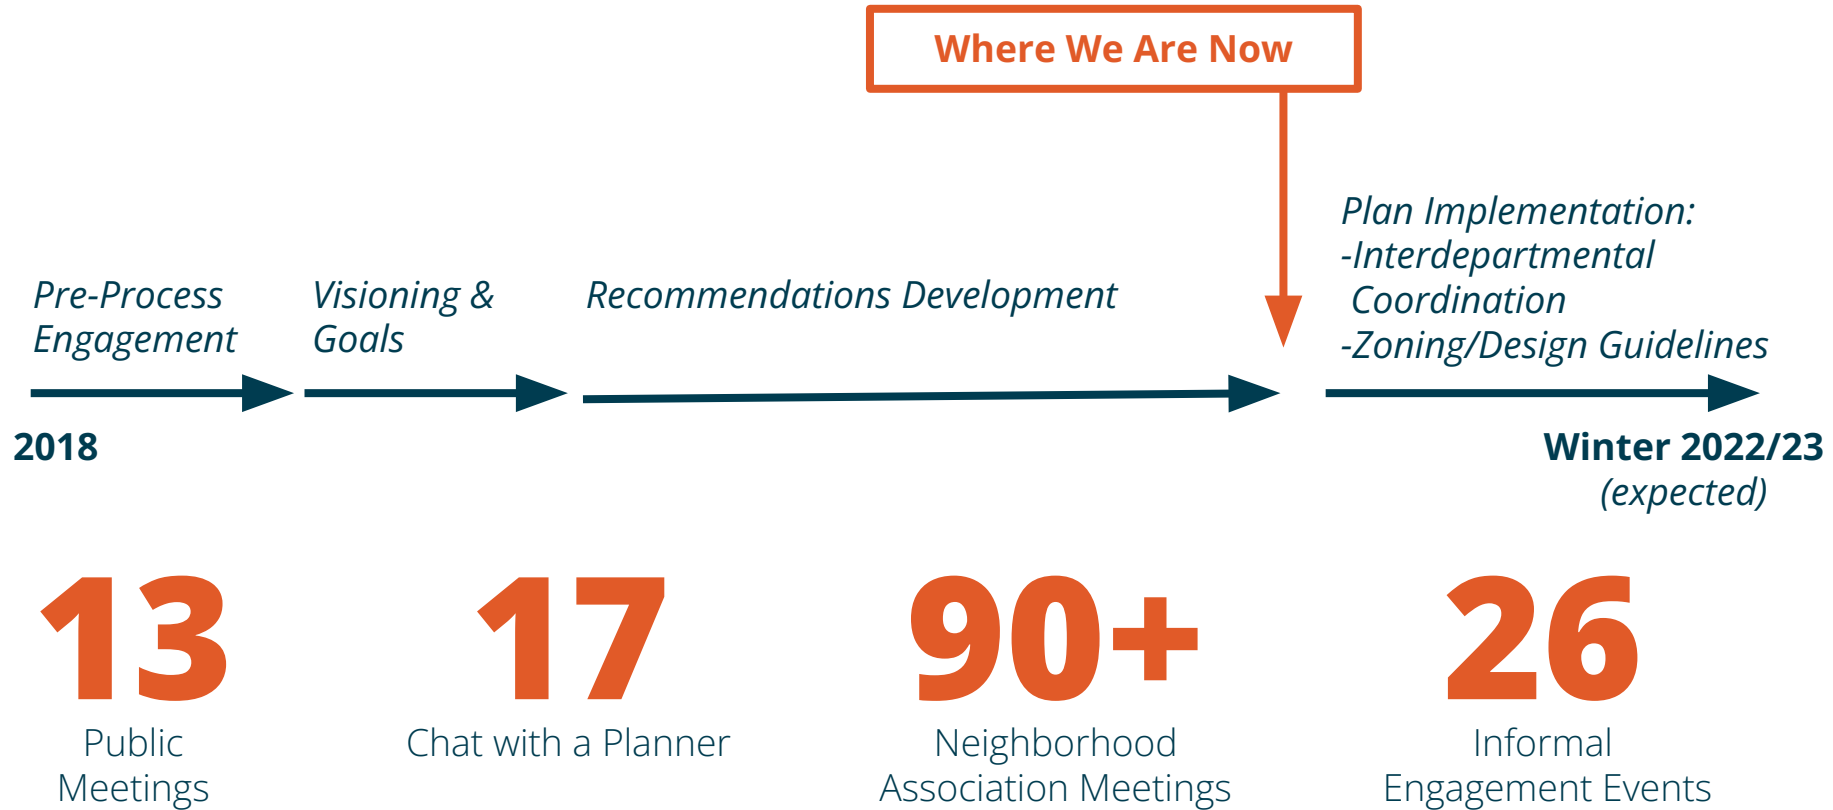 Where We Are Now
Pre-Process
Engagement
Visioning &
Goals
Recommendations Development
Plan Implementation:
-Interdepartmental
Coordination
-Zoning/Design Guidelines
2018
Winter 2022/23
(expected)
13
Public
Meetings
17
Chat with a Planner
90+
Neighborhood
Association Meetings
26
Informal
Engagement Events